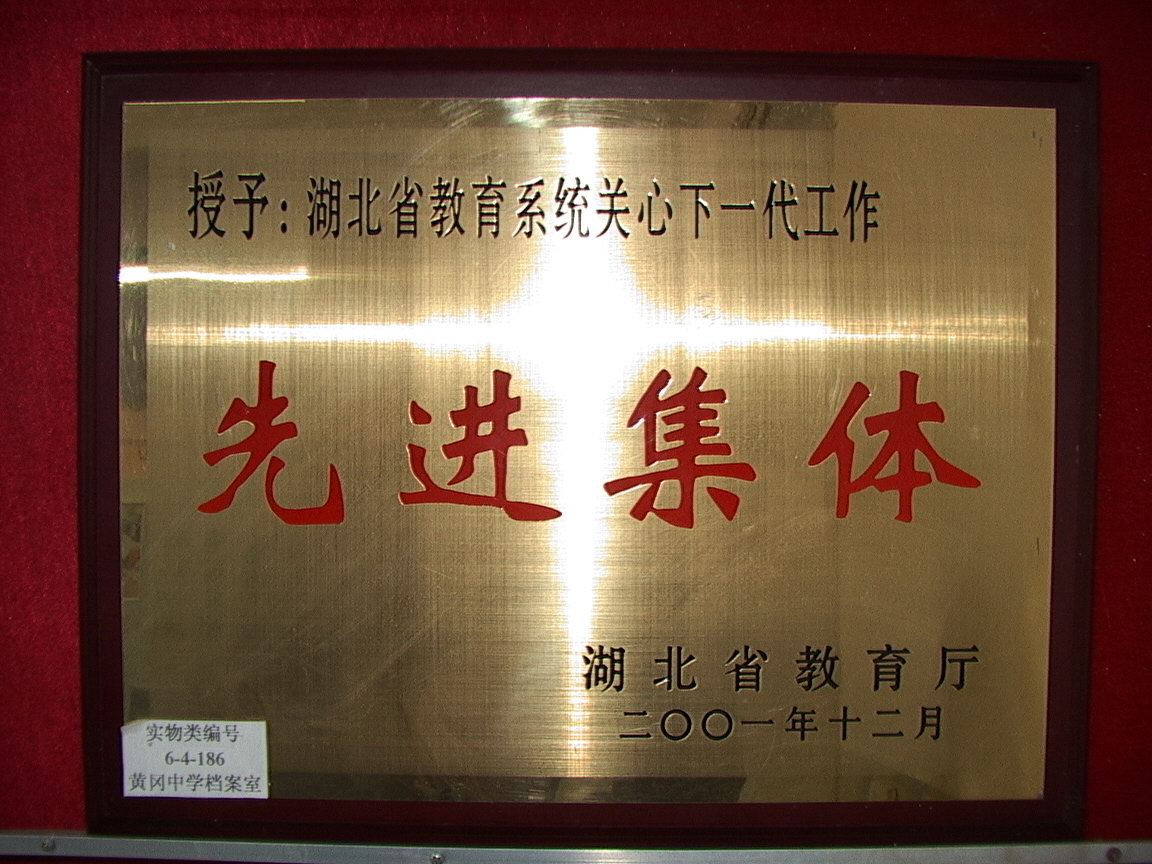 授予:湖北省教育系统关心下一代工作
先进集体
湖北省教育厅
二〇〇一年十二月
实物类编号
6-4-186
黄冈中学档案室